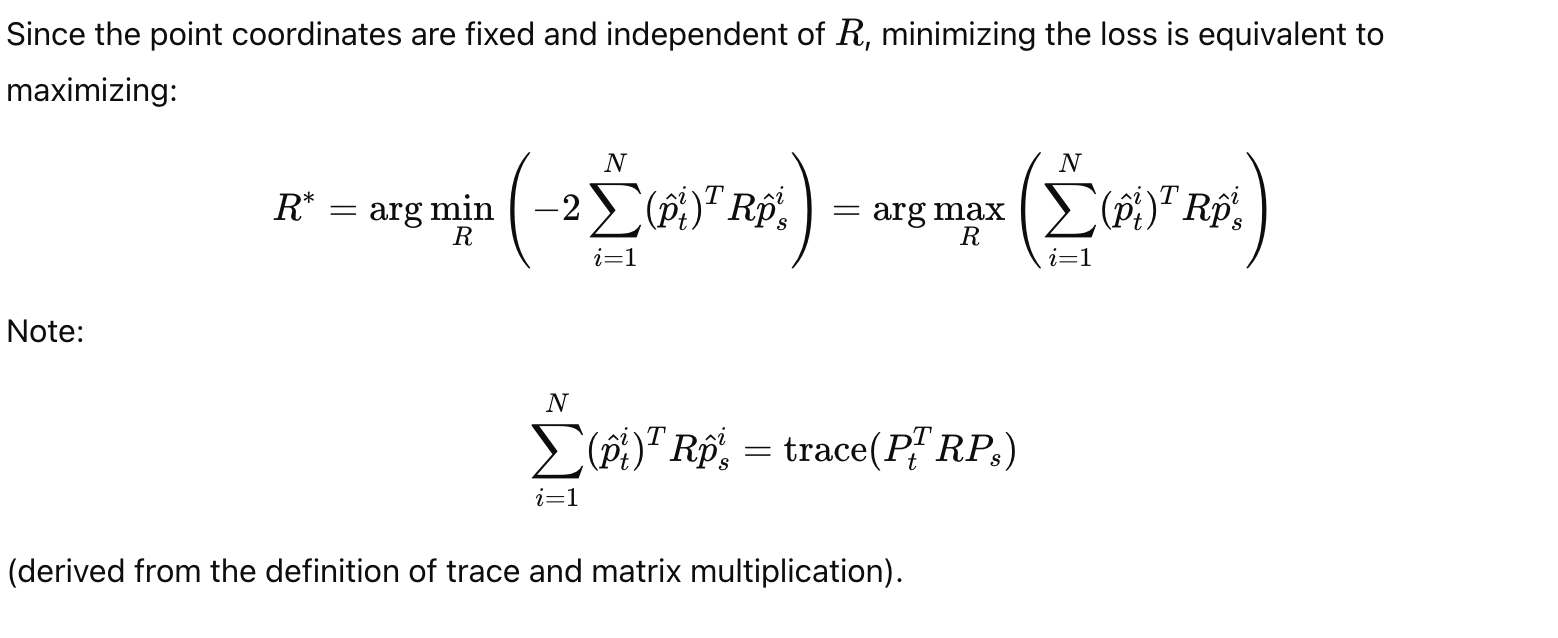 Since the point coordinates are fixed and independent of $R$, minimizing the loss is equivalent to
maximizing:
$$R^* = \arg\min_R \left( -2 \sum_{i=1}^{N} (\hat{p}_t^i)^T R \hat{p}_s^i \right) = \arg\max_R \left( \sum_{i=1}^{N} (\hat{p}_t^i)^T R \hat{p}_s^i \right)$$
Note:
$$\sum_{i=1}^{N} (\hat{p}_t^i)^T R \hat{p}_s^i = \text{trace}(P_t^T R P_s)$$
(derived from the definition of trace and matrix multiplication).